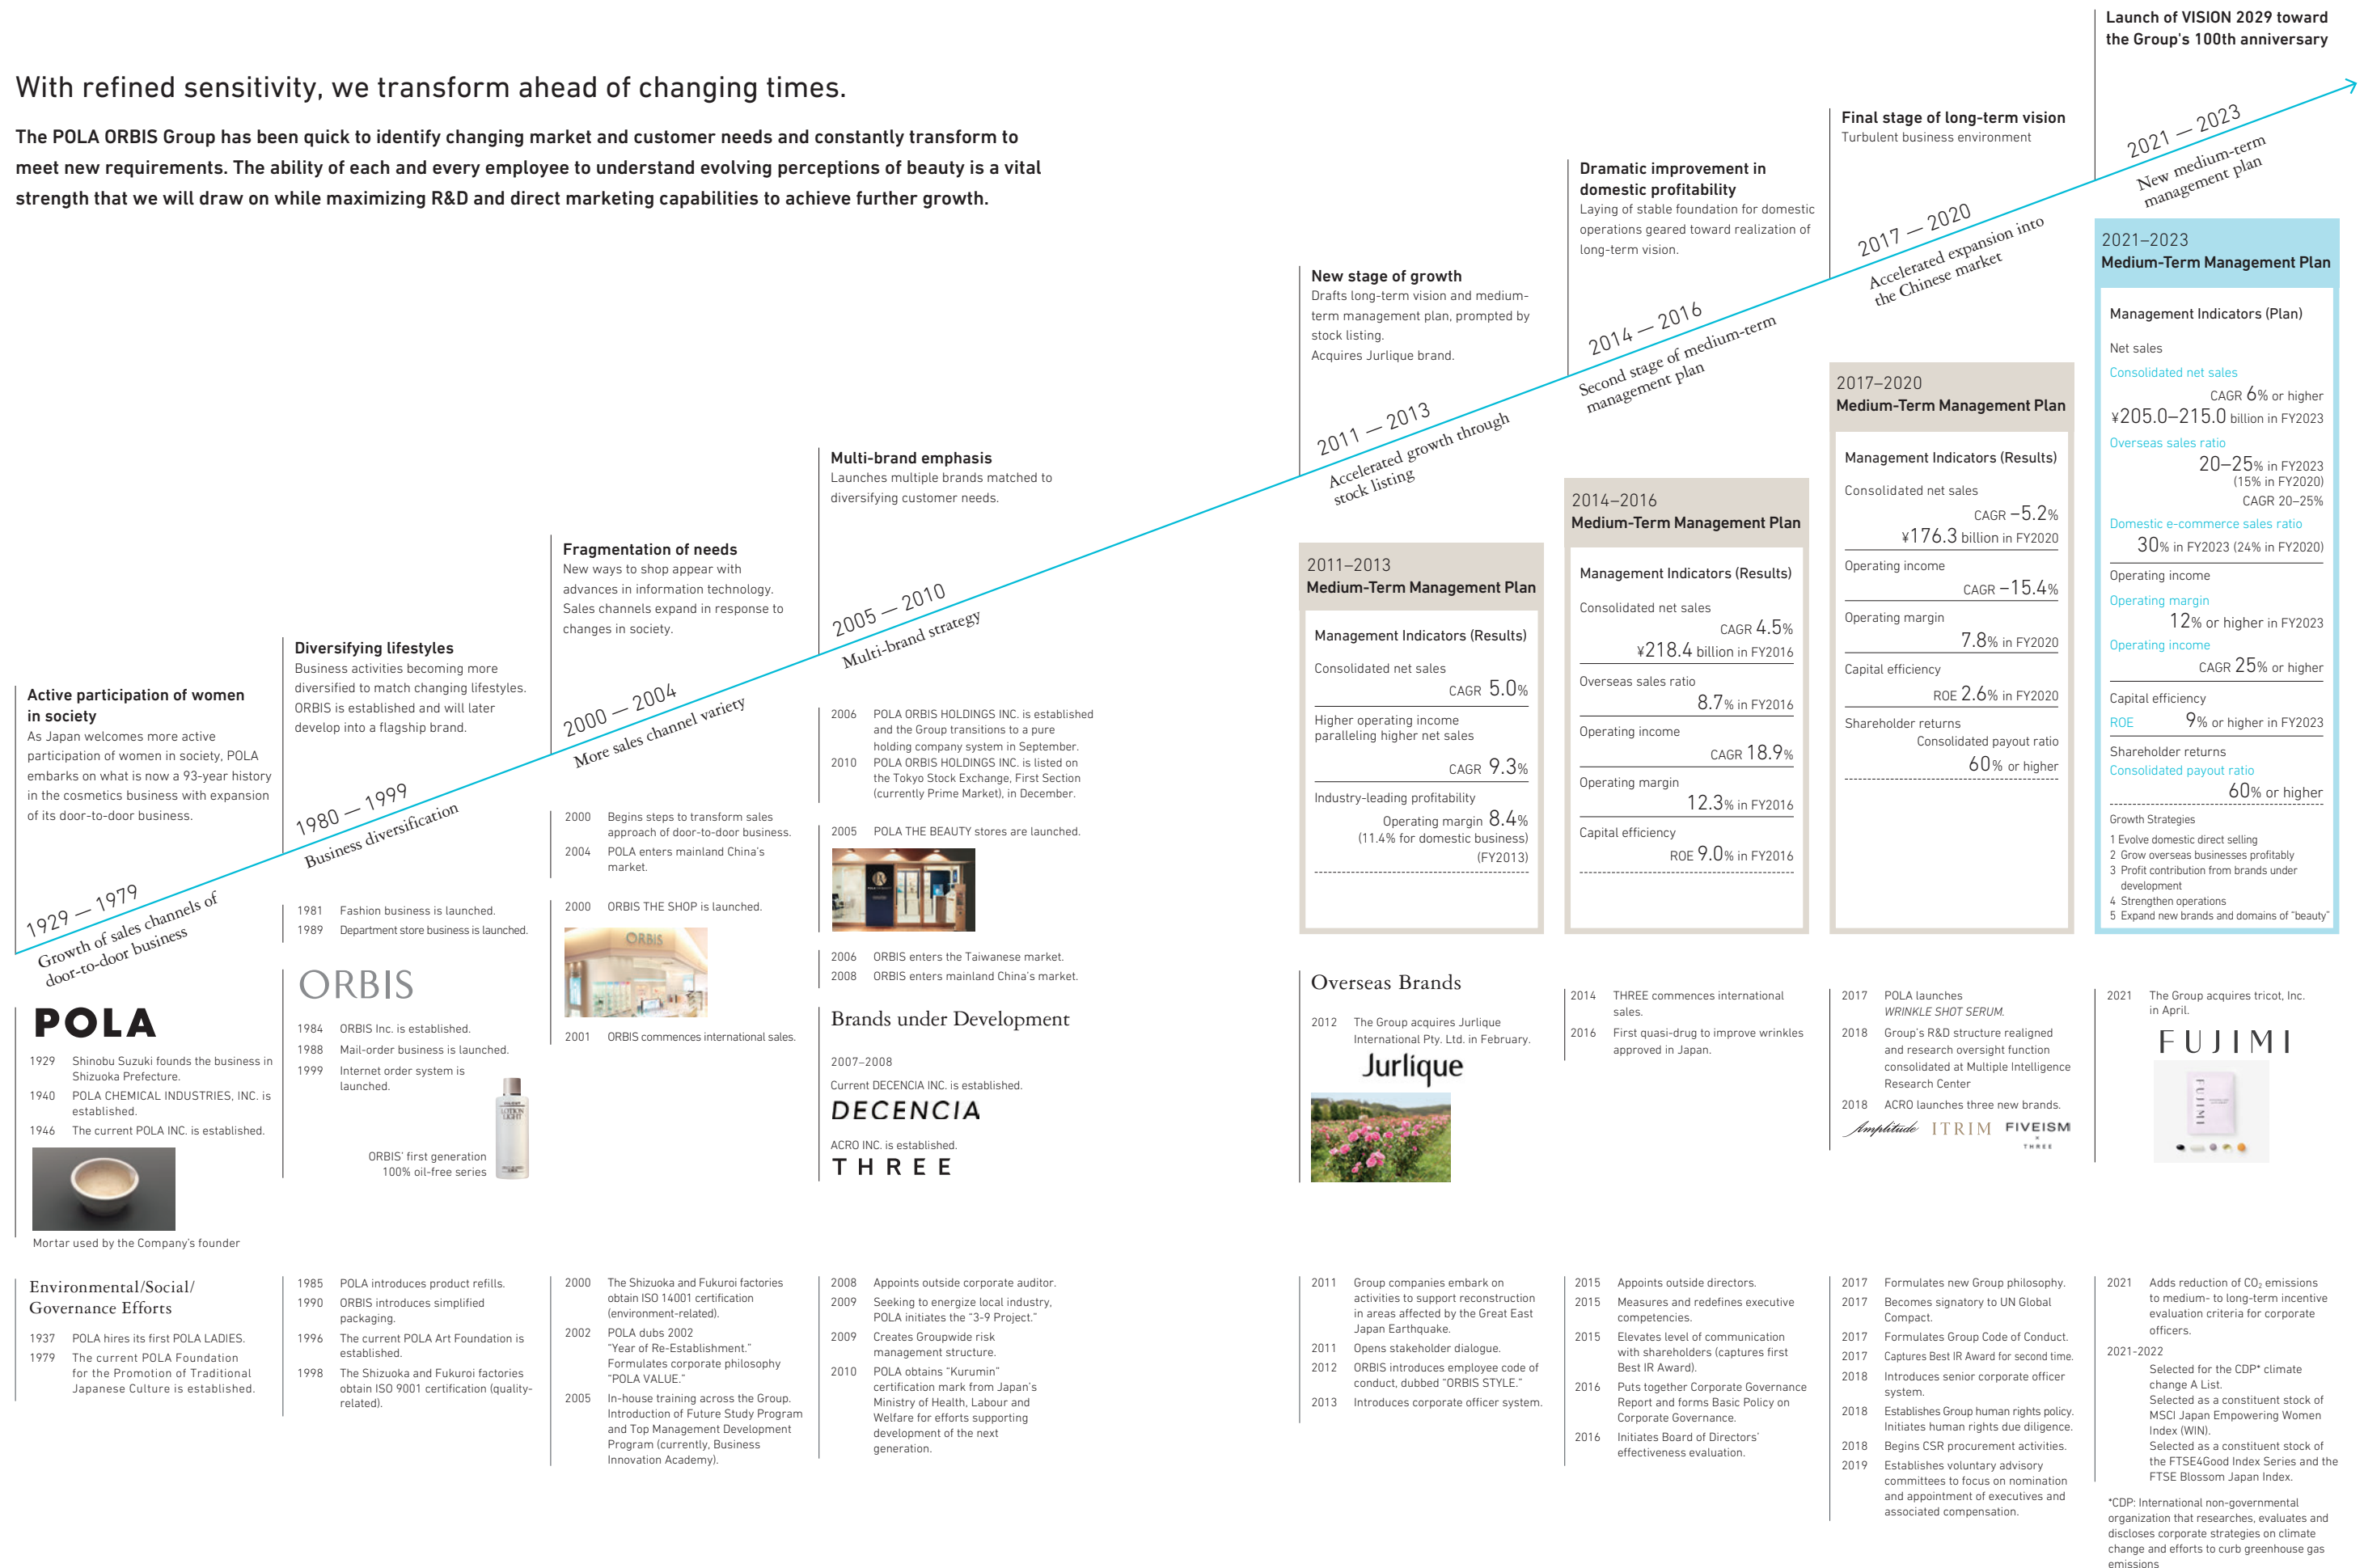 With refined sensitivity, we transform ahead of changing times.
The POLA ORBIS Group has been quick to identify changing market and customer needs and constantly transform to
meet new requirements. The ability of each and every employee to understand evolving perceptions of beauty is a vital
strength that we will draw on while maximizing R&D and direct marketing capabilities to achieve further growth.
Active participation of women
in society
As Japan welcomes more active
participation of women in society, POLA
embarks on what is now a 93-year history
in the cosmetics business with expansion
of its door-to-door business.
1929 — 1979
Growth of sales channels of
door-to-door business
POLA
1929 Shinobu Suzuki founds the business in
Shizuoka Prefecture.
1940 POLA CHEMICAL INDUSTRIES, INC. is
established.
1946 The current POLA INC. is established.
Mortar used by the Company's founder
Diversifying lifestyles
Business activities becoming more
diversified to match changing lifestyles.
ORBIS is established and will later
develop into a flagship brand.
1980 — 1999
Business diversification
1981 Fashion business is launched.
1989 Department store business is launched.
ORBIS
1984 ORBIS Inc. is established.
1988 Mail-order business is launched.
1999 Internet order system is
launched.
LOTION
LIGHT
ORBIS' first generation
100% oil-free series
Fragmentation of needs
New ways to shop appear with
advances in information technology.
Sales channels expand in response to
changes in society.
2000 — 2004
More sales channel variety
2000 Begins steps to transform sales
approach of door-to-door business.
2004 POLA enters mainland China's
market.
2000 ORBIS THE SHOP is launched.
ORBIS
2001 ORBIS commences international sales.
Multi-brand emphasis
Launches multiple brands matched to
diversifying customer needs.
2005 — 2010
Multi-brand strategy
2006 POLA ORBIS HOLDINGS INC. is established
and the Group transitions to a pure
holding company system in September.
2010 POLA ORBIS HOLDINGS INC. is listed on
the Tokyo Stock Exchange, First Section
(currently Prime Market), in December.
2005 POLA THE BEAUTY stores are launched.
2006 ORBIS enters the Taiwanese market.
2008 ORBIS enters mainland China's market.
Brands under Development
2007–2008
Current DECENCIA INC. is established.
DECENCIA
ACRO INC. is established.
THREE
New stage of growth
Drafts long-term vision and medium-
term management plan, prompted by
stock listing.
Acquires Jurlique brand.
2011 — 2013
Accelerated growth through
stock listing
2011–2013
Medium-Term Management Plan
Management Indicators (Results)
Consolidated net sales
CAGR 5.0%
Higher operating income
paralleling higher net sales
CAGR 9.3%
Industry-leading profitability
Operating margin 8.4%
(11.4% for domestic business)
(FY2013)
Overseas Brands
2012 The Group acquires Jurlique
International Pty. Ltd. in February.
Jurlique
Dramatic improvement in
domestic profitability
Laying of stable foundation for domestic
operations geared toward realization of
long-term vision.
2014 — 2016
Second stage of medium-term
management plan
2014–2016
Medium-Term Management Plan
Management Indicators (Results)
Consolidated net sales
CAGR 4.5%
¥218.4 billion in FY2016
Overseas sales ratio
8.7% in FY2016
Operating income
CAGR 18.9%
Operating margin
12.3% in FY2016
Capital efficiency
ROE 9.0% in FY2016
2014 THREE commences international
sales.
2016 First quasi-drug to improve wrinkles
approved in Japan.
Final stage of long-term vision
Turbulent business environment
2017 — 2020
Accelerated expansion into
the Chinese market
2017–2020
Medium-Term Management Plan
Management Indicators (Results)
Consolidated net sales
CAGR –5.2%
¥176.3 billion in FY2020
Operating income
CAGR –15.4%
Operating margin
7.8% in FY2020
Capital efficiency
ROE 2.6% in FY2020
Shareholder returns
Consolidated payout ratio
60% or higher
2017 POLA launches
WRINKLE SHOT SERUM.
2018 Group's R&D structure realigned
and research oversight function
consolidated at Multiple Intelligence
Research Center
2018 ACRO launches three new brands.
Amplitude ITRIM FIVEISM
×
THREE
Launch of VISION 2029 toward
the Group's 100th anniversary
2021 — 2023
New medium-term
management plan
2021–2023
Medium-Term Management Plan
Management Indicators (Plan)
Net sales
Consolidated net sales
CAGR 6% or higher
¥205.0–215.0 billion in FY2023
Overseas sales ratio
20–25% in FY2023
(15% in FY2020)
CAGR 20–25%
Domestic e-commerce sales ratio
30% in FY2023 (24% in FY2020)
Operating income
Operating margin
12% or higher in FY2023
Operating income
CAGR 25% or higher
Capital efficiency
ROE 9% or higher in FY2023
Shareholder returns
Consolidated payout ratio
60% or higher
Growth Strategies
1 Evolve domestic direct selling
2 Grow overseas businesses profitably
3 Profit contribution from brands under
development
4 Strengthen operations
5 Expand new brands and domains of "beauty"
2021 The Group acquires tricot, Inc.
in April.
FUJIMI
FUJIMI
Environmental/Social/
Governance Efforts
1937 POLA hires its first POLA LADIES.
1979 The current POLA Foundation
for the Promotion of Traditional
Japanese Culture is established.
1985 POLA introduces product refills.
1990 ORBIS introduces simplified
packaging.
1996 The current POLA Art Foundation is
established.
1998 The Shizuoka and Fukuroi factories
obtain ISO 9001 certification (quality-
related).
2000 The Shizuoka and Fukuroi factories
obtain ISO 14001 certification
(environment-related).
2002 POLA dubs 2002
"Year of Re-Establishment."
Formulates corporate philosophy
"POLA VALUE."
2005 In-house training across the Group.
Introduction of Future Study Program
and Top Management Development
Program (currently, Business
Innovation Academy).
2008 Appoints outside corporate auditor.
2009 Seeking to energize local industry,
POLA initiates the "3-9 Project."
2009 Creates Groupwide risk
management structure.
2010 POLA obtains "Kurumin"
certification mark from Japan's
Ministry of Health, Labour and
Welfare for efforts supporting
development of the next
generation.
2011 Group companies embark on
activities to support reconstruction
in areas affected by the Great East
Japan Earthquake.
2011 Opens stakeholder dialogue.
2012 ORBIS introduces employee code of
conduct, dubbed "ORBIS STYLE."
2013 Introduces corporate officer system.
2015 Appoints outside directors.
2015 Measures and redefines executive
competencies.
2015 Elevates level of communication
with shareholders (captures first
Best IR Award).
2016 Puts together Corporate Governance
Report and forms Basic Policy on
Corporate Governance.
2016 Initiates Board of Directors'
effectiveness evaluation.
2017 Formulates new Group philosophy.
2017 Becomes signatory to UN Global
Compact.
2017 Formulates Group Code of Conduct.
2017 Captures Best IR Award for second time.
2018 Introduces senior corporate officer
system.
2018 Establishes Group human rights policy.
Initiates human rights due diligence.
2018 Begins CSR procurement activities.
2019 Establishes voluntary advisory
committees to focus on nomination
and appointment of executives and
associated compensation.
2021 Adds reduction of CO₂ emissions
to medium- to long-term incentive
evaluation criteria for corporate
officers.
2021-2022
Selected for the CDP* climate
change A List.
Selected as a constituent stock of
MSCI Japan Empowering Women
Index (WIN).
Selected as a constituent stock of
the FTSE4Good Index Series and the
FTSE Blossom Japan Index.
*CDP: International non-governmental
organization that researches, evaluates and
discloses corporate strategies on climate
change and efforts to curb greenhouse gas
emissions